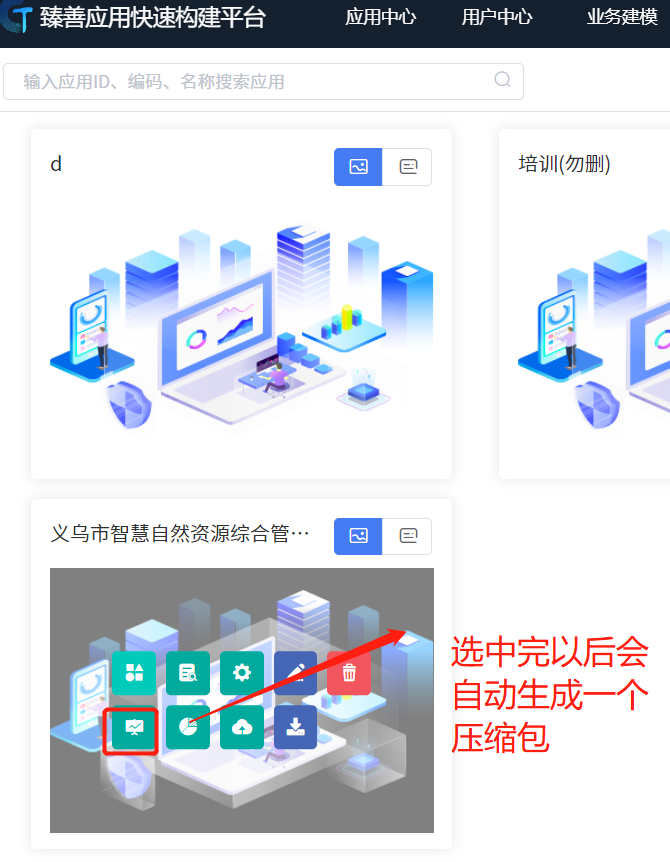 臻善应用快速构建平台 应用中心 用户中心 业务建模
输入应用ID、编码、名称搜索应用
d
培训(勿删)
义乌市智慧自然资源综合管…
选中完以后会
自动生成一个
压缩包